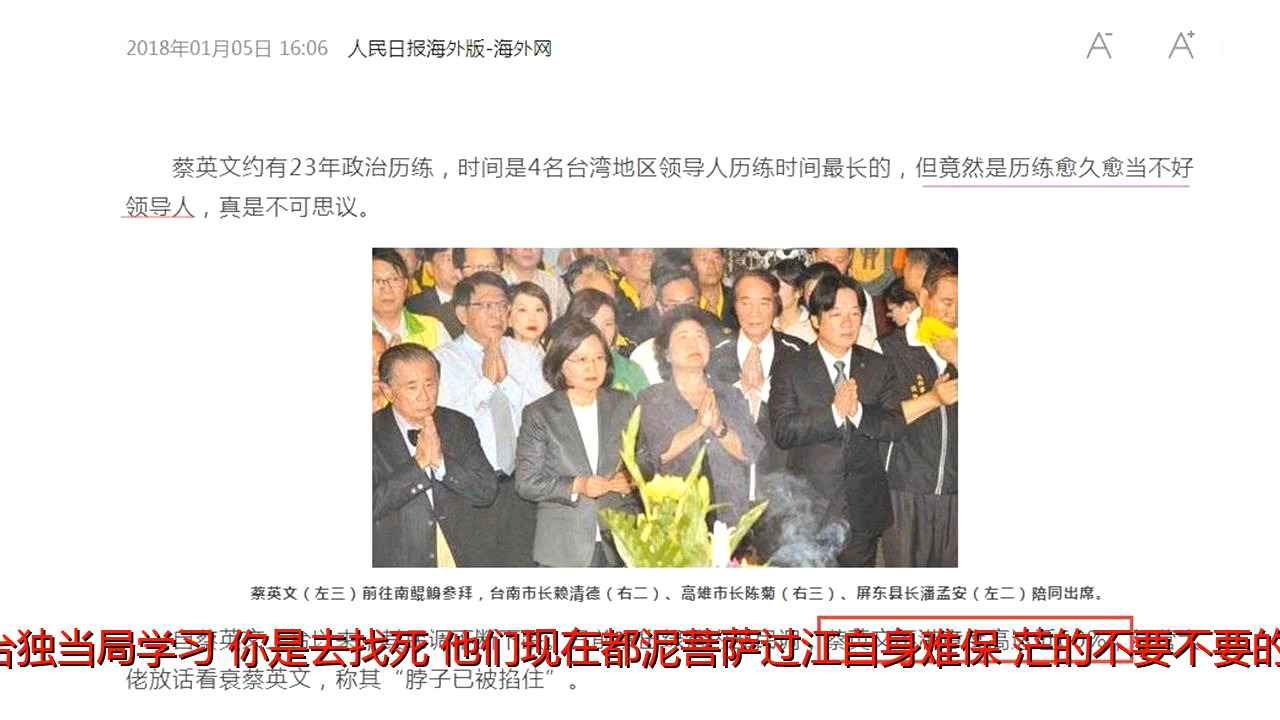 2018年01月05日 16:06 人民日报海外版-海外网
A- A+
蔡英文约有23年政治历练，时间是4名台湾地区领导人历练时间最长的，但竟然是历练愈久愈当不好
领导人，真是不可思议。
蔡英文（左三）前往南鲲鯓参拜，台南市长赖清德（右二）、高雄市长陈菊（右三）、屏东县长潘孟安（左二）陪同出席。
台独当局学习 你是去找死 他们现在都泥菩萨过江自身难保 茫的不要不要的
佬放话看衰蔡英文，称其“脖子已被掐住”。